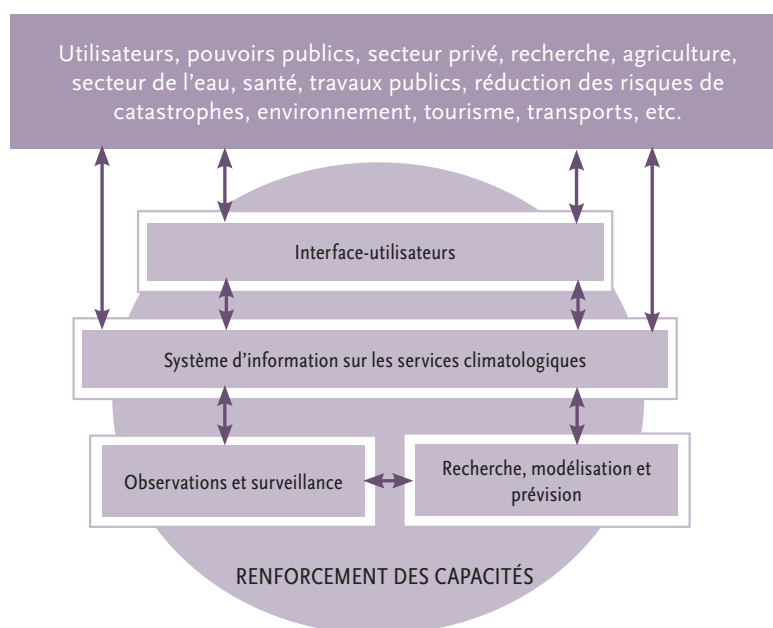 Utilisateurs, pouvoirs publics, secteur privé, recherche, agriculture,
secteur de l'eau, santé, travaux publics, réduction des risques de
catastrophes, environnement, tourisme, transports, etc.
Interface-utilisateurs
Système d'information sur les services climatologiques
Observations et surveillance
Recherche, modélisation et
prévision
RENFORCEMENT DES CAPACITÉS